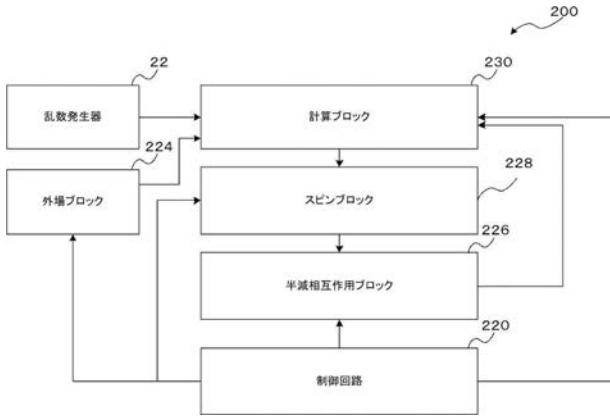 200
22
230
乱数発生器
計算ブロック
224
228
外場ブロック
スピンブロック
226
半減相互作用ブロック
220
制御回路